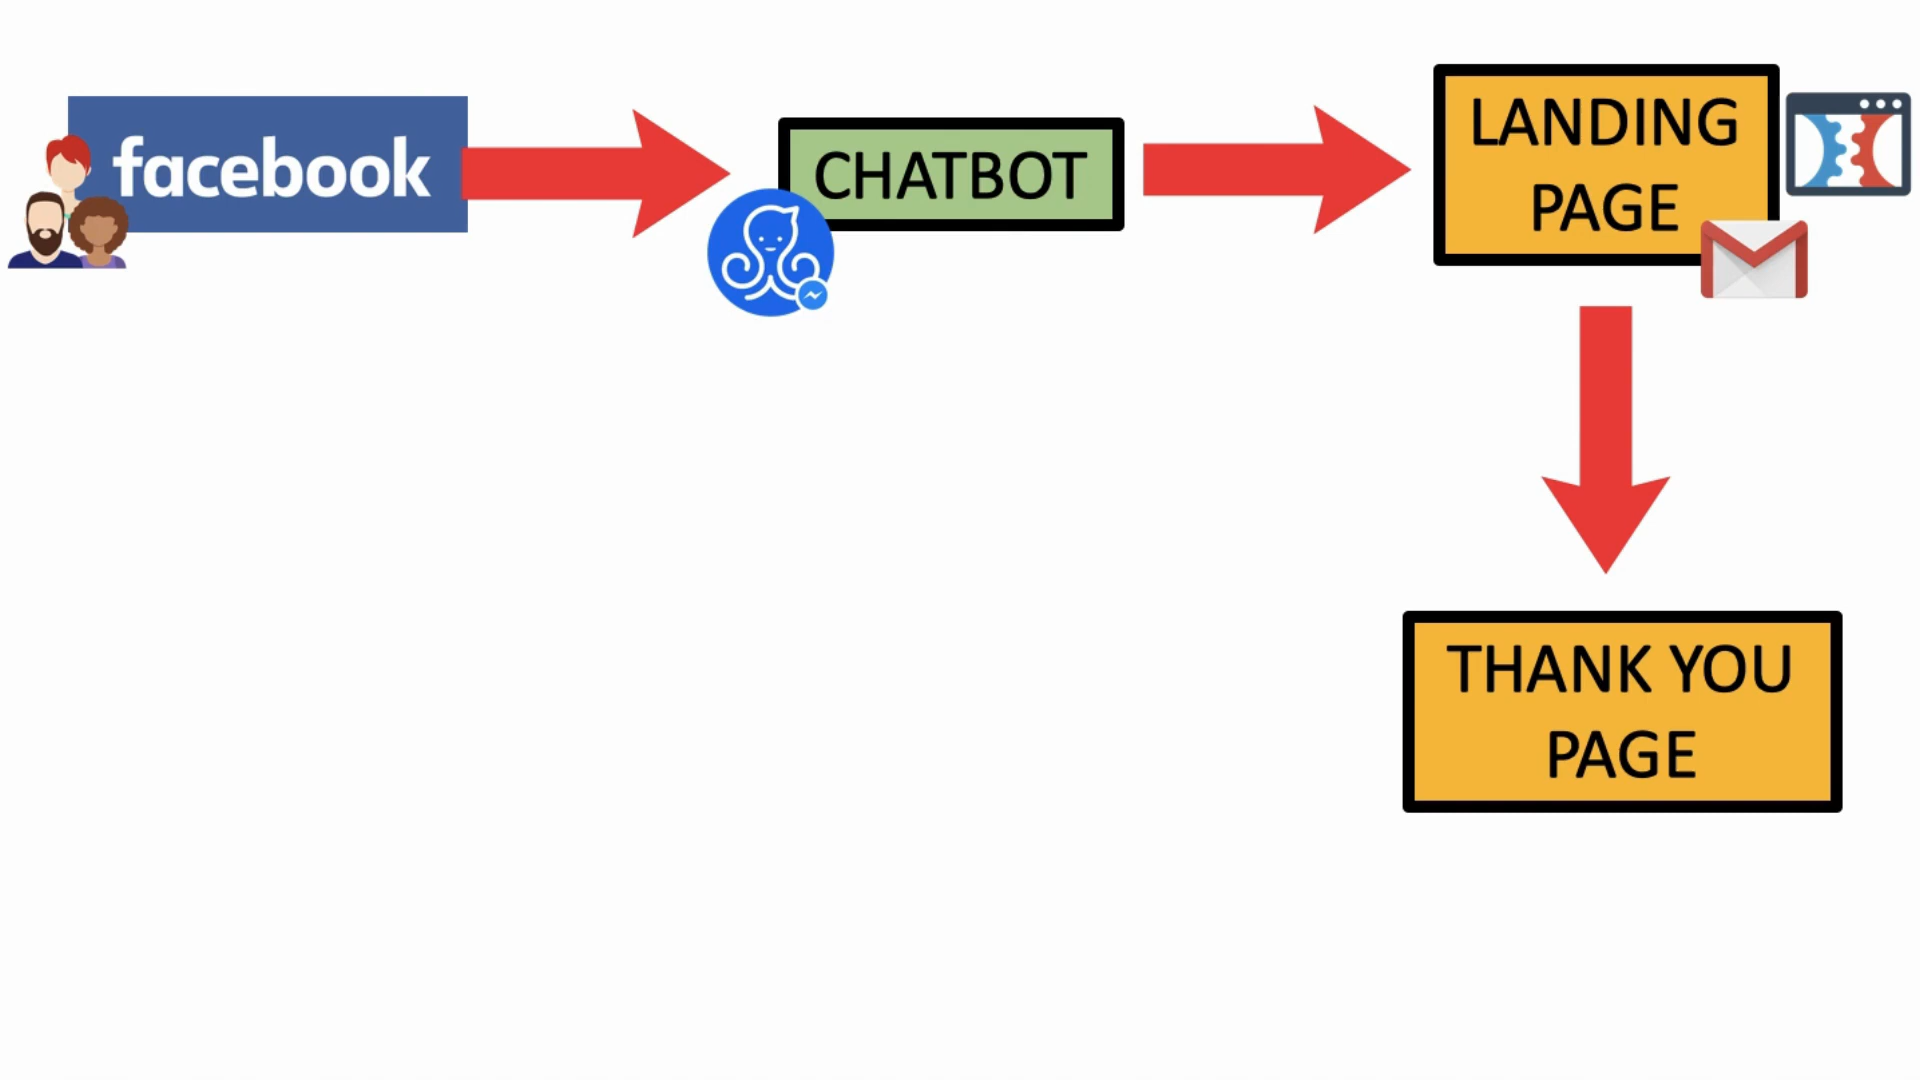 facebook
CHATBOT
LANDING
PAGE
THANK YOU
PAGE